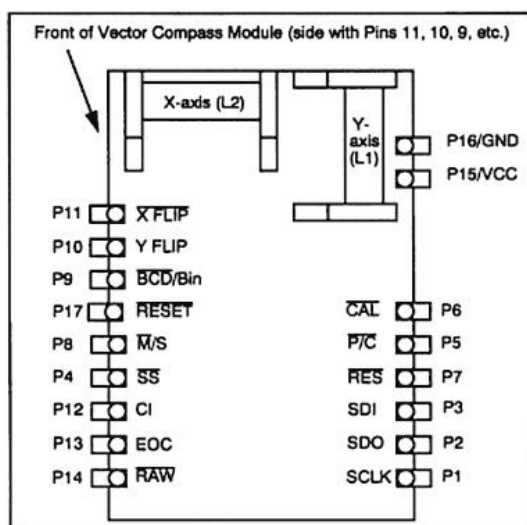 Front of Vector Compass Module (side with Pins 11, 10, 9, etc.)
X-axis (L2)
Y-
axis
(L1)
P16/GND
P15/VCC
P11 X FLIP
P10 Y FLIP
P9 BCD/Bin
P17 RESET CAL P6
P8 M/S P/C P5
P4 SS RES P7
P12 CI SDI P3
P13 EOC SDO P2
P14 RAW SCLK P1